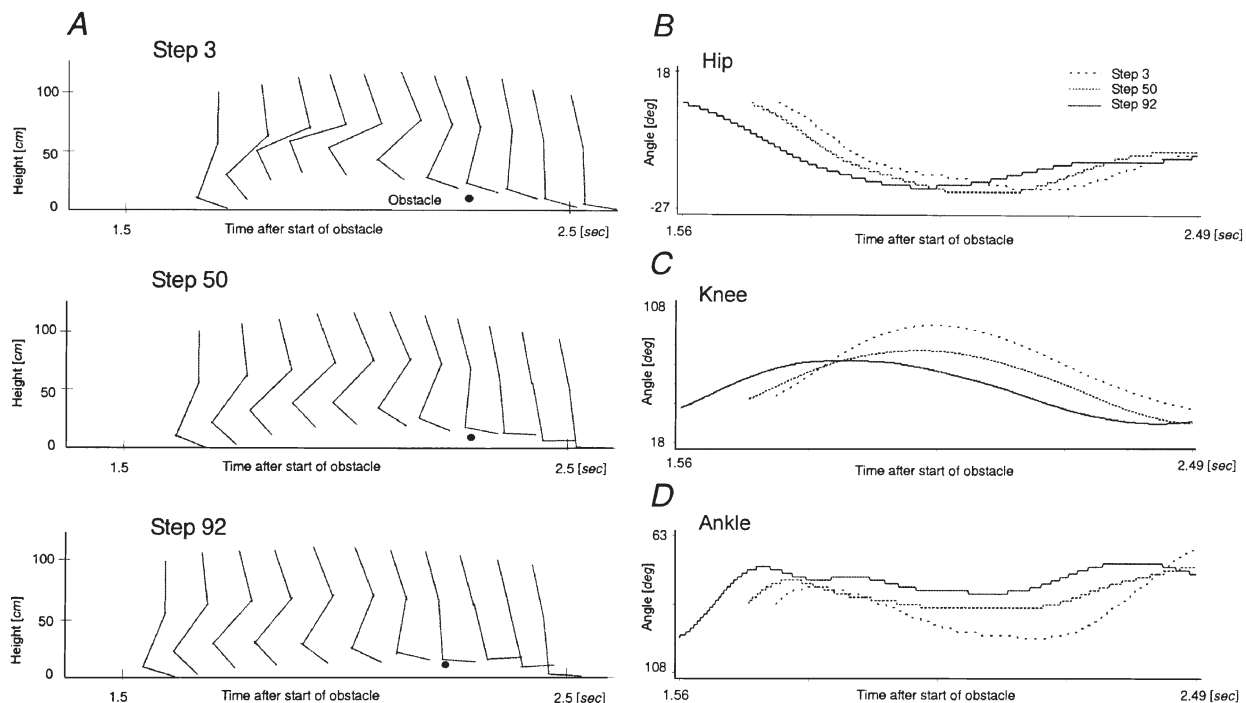 A
Step 3
Height [cm]
100
50
0
Obstacle
1.5
Time after start of obstacle
2.5 [sec]
Step 50
Height [cm]
100
50
0
1.5
Time after start of obstacle
2.5 [sec]
Step 92
Height [cm]
100
50
0
1.5
Time after start of obstacle
2.5 [sec]
B
Hip
18
Angle [deg]
-27
Step 3
Step 50
Step 92
1.56
Time after start of obstacle
2.49 [sec]
C
Knee
108
Angle [deg]
18
1.56
Time after start of obstacle
2.49 [sec]
D
Ankle
63
Angle [deg]
108
1.56
Time after start of obstacle
2.49 [sec]